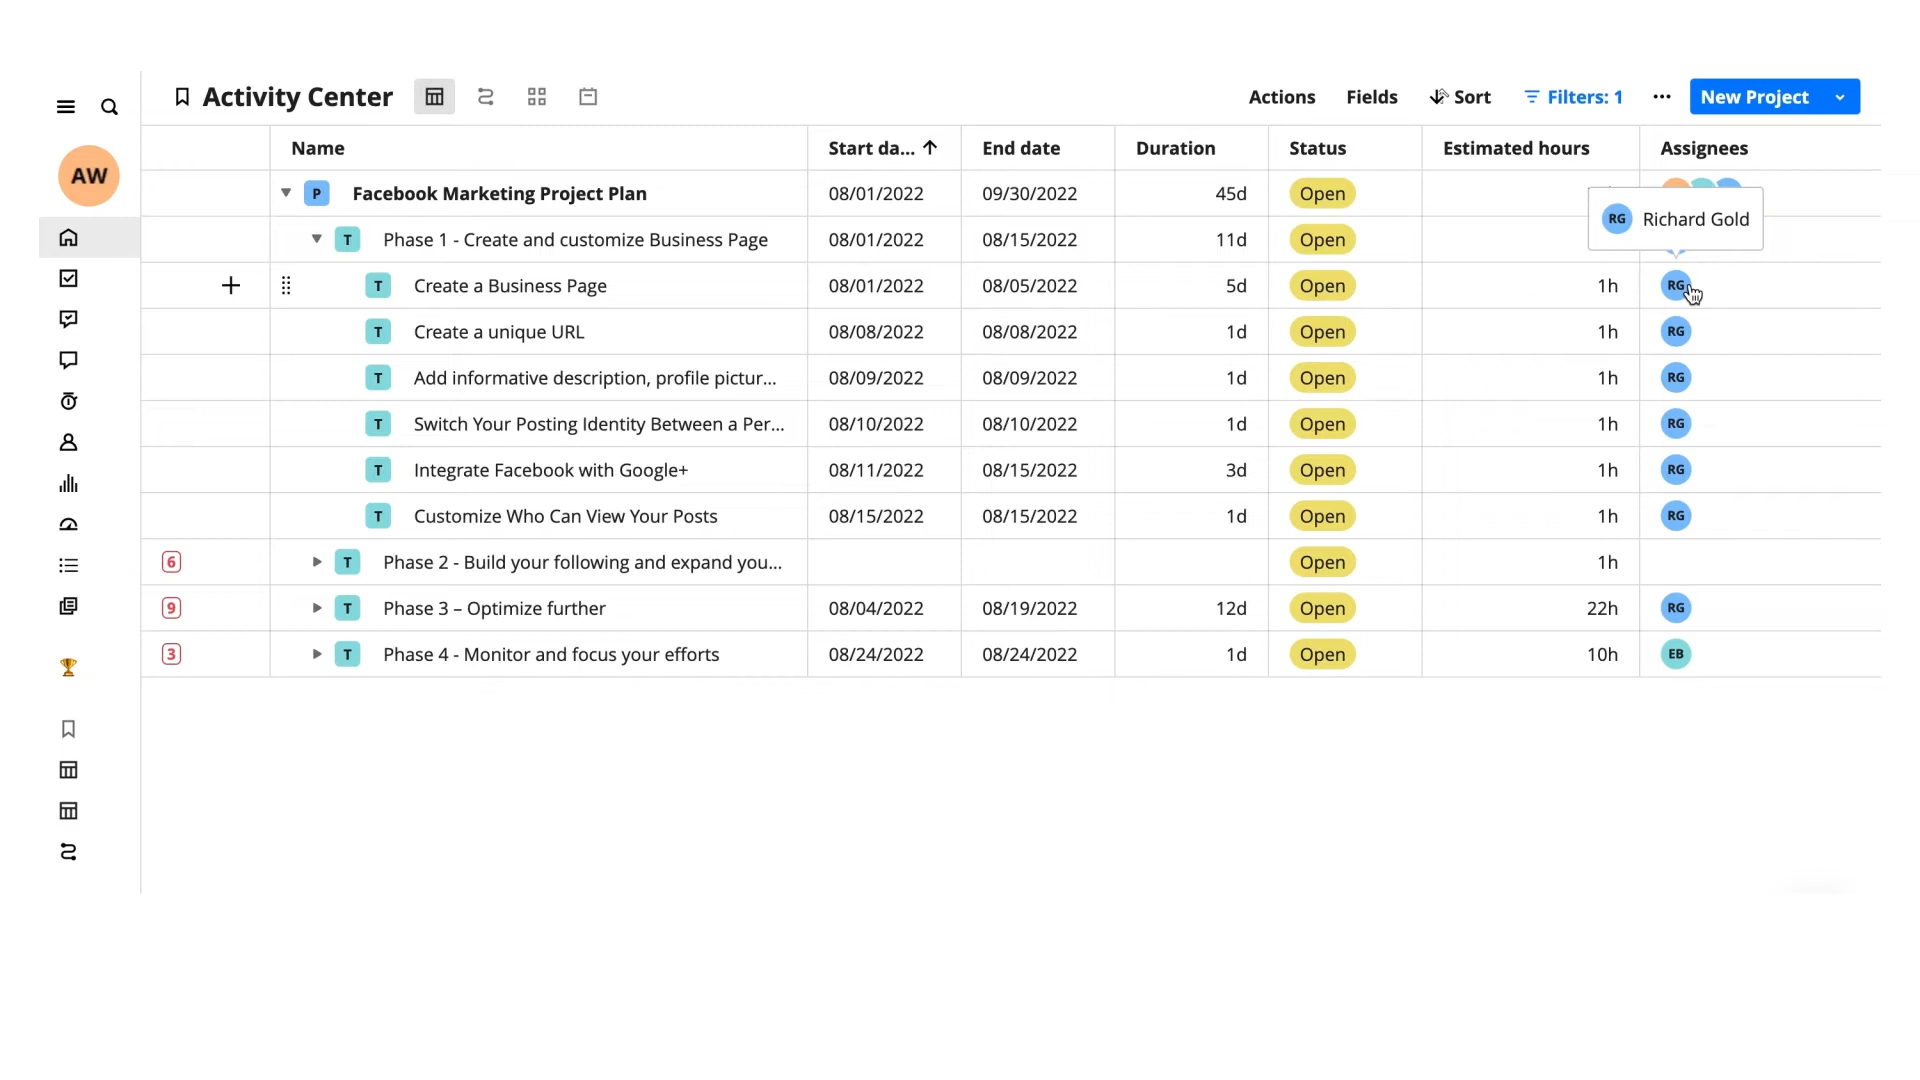 Activity Center
Actions Fields Sort Filters: 1 New Project
AW
Name Start da... End date Duration Status Estimated hours Assignees
P Facebook Marketing Project Plan 08/01/2022 09/30/2022 45d Open
RG Richard Gold
T Phase 1 - Create and customize Business Page 08/01/2022 08/15/2022 11d Open
T Create a Business Page 08/01/2022 08/05/2022 5d Open 1h RG
T Create a unique URL 08/08/2022 08/08/2022 1d Open 1h RG
T Add informative description, profile pictur... 08/09/2022 08/09/2022 1d Open 1h RG
T Switch Your Posting Identity Between a Per... 08/10/2022 08/10/2022 1d Open 1h RG
T Integrate Facebook with Google+ 08/11/2022 08/15/2022 3d Open 1h RG
T Customize Who Can View Your Posts 08/15/2022 08/15/2022 1d Open 1h RG
6 T Phase 2 - Build your following and expand you... Open 1h
9 T Phase 3 – Optimize further 08/04/2022 08/19/2022 12d Open 22h RG
3 T Phase 4 - Monitor and focus your efforts 08/24/2022 08/24/2022 1d Open 10h EB